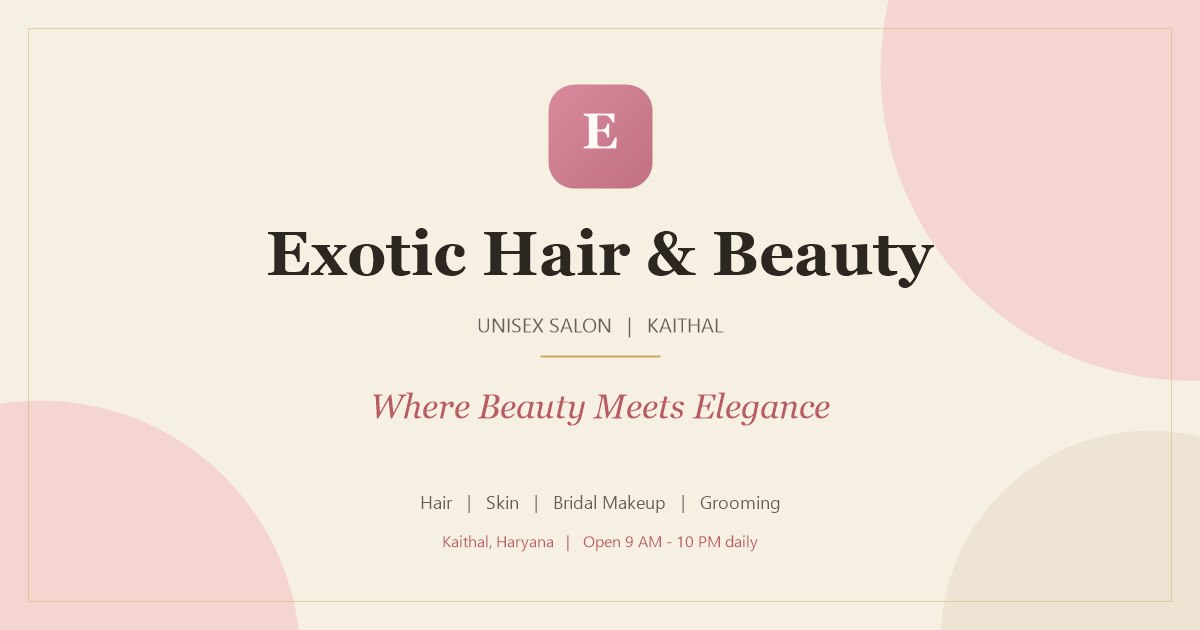 E
Exotic Hair & Beauty
UNISEX SALON | KAITHAL
Where Beauty Meets Elegance
Hair | Skin | Bridal Makeup | Grooming
Kaithal, Haryana | Open 9 AM - 10 PM daily